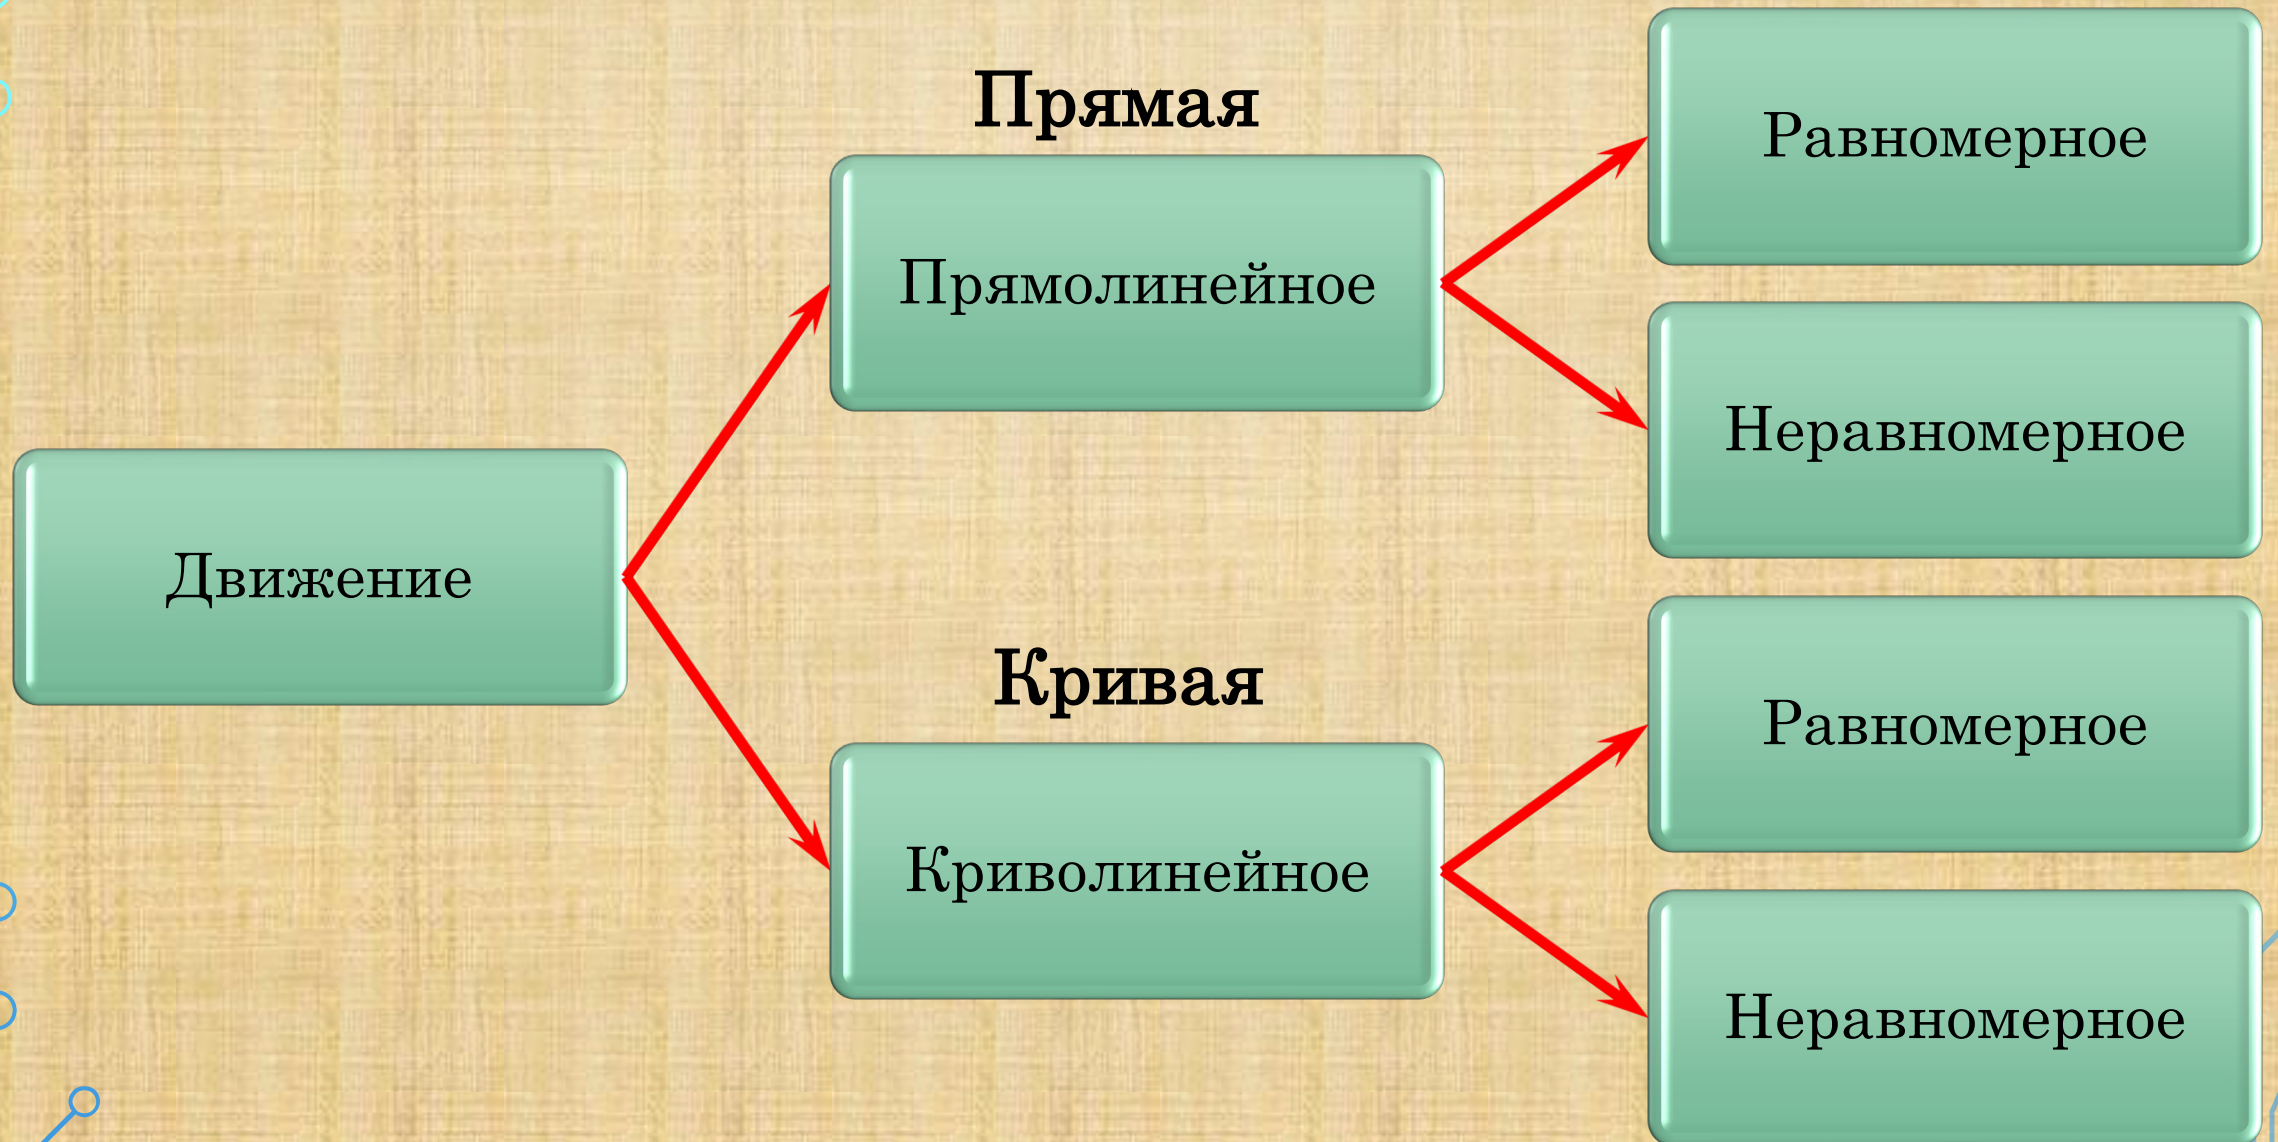 Движение
Прямая
Прямолинейное
Равномерное
Неравномерное
Кривая
Криволинейное
Равномерное
Неравномерное